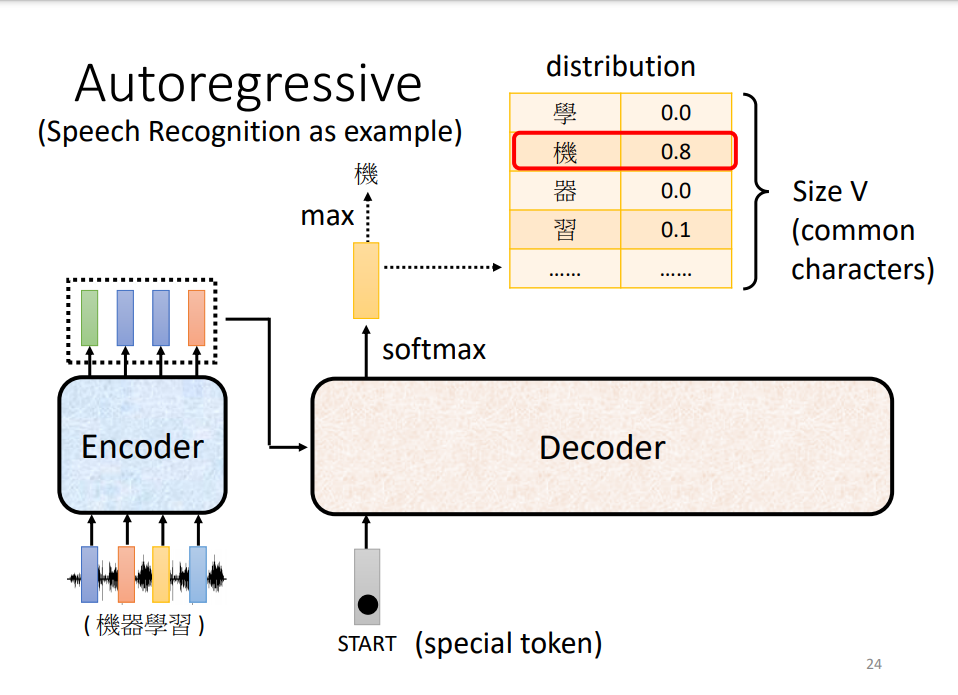 Autoregressive
(Speech Recognition as example)
distribution
學 0.0
機 0.8
器 0.0
習 0.1
…… ……
Size V
(common
characters)
機
max
softmax
Encoder
Decoder
( 機器學習 )
START (special token)
24